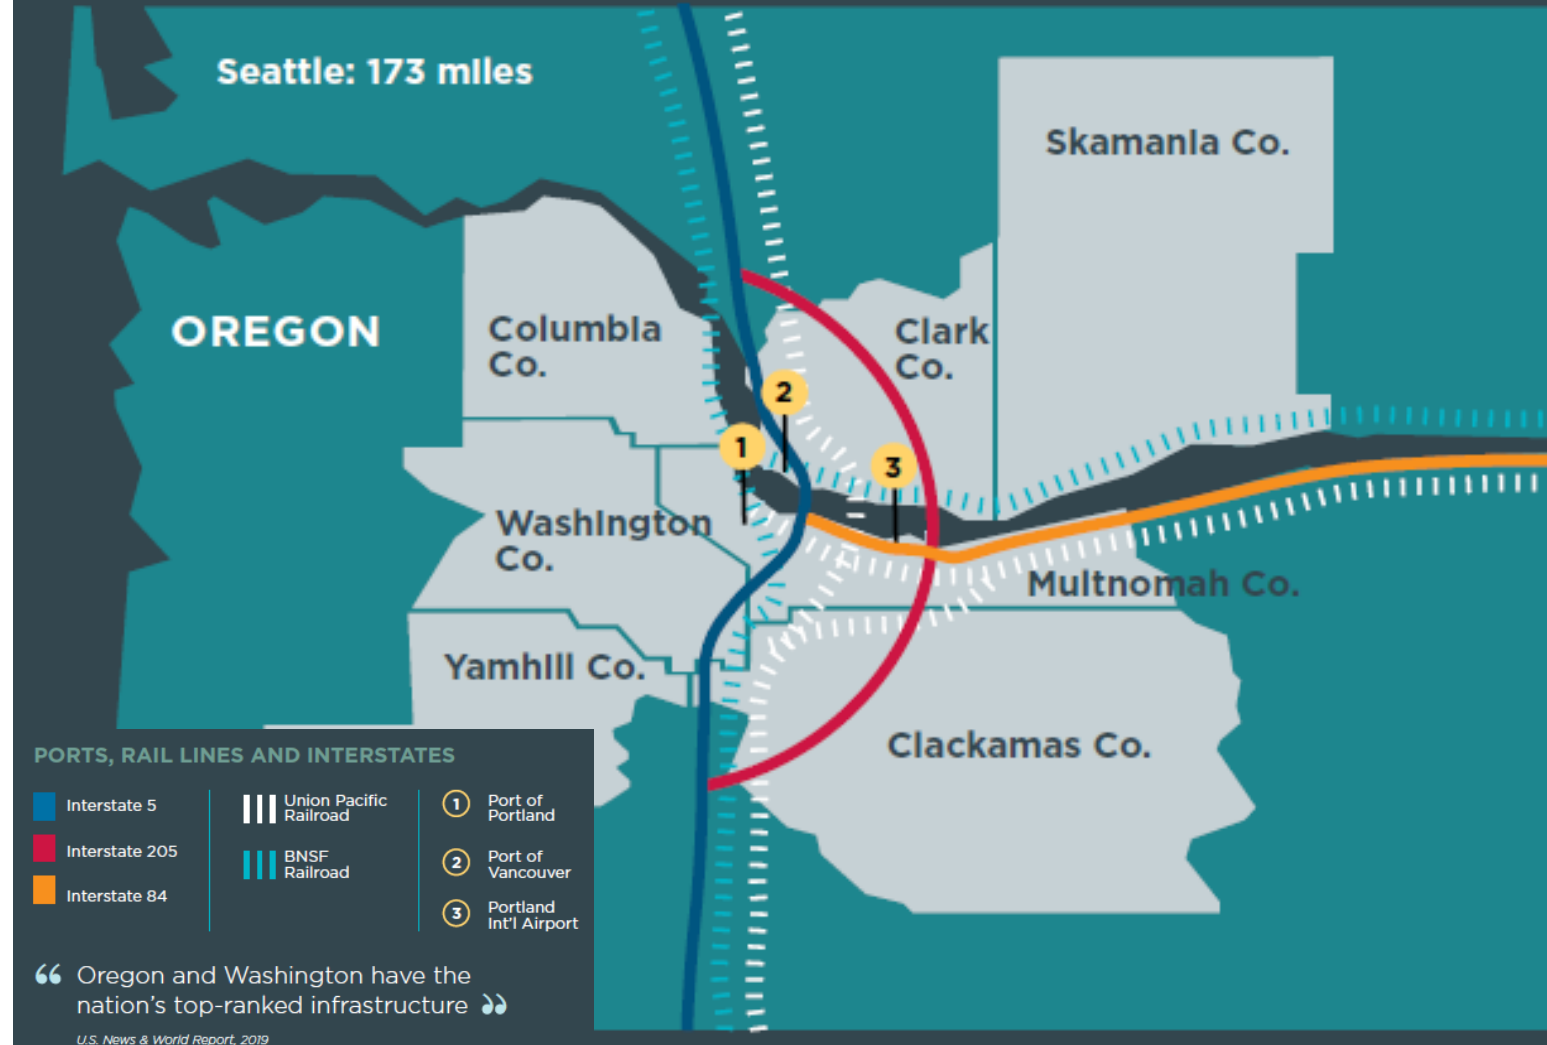 Seattle: 173 miles
Skamania Co.
OREGON
Columbia
Co.
Clark
Co.
2
1
3
Washington
Co.
Multnomah Co.
Yamhill Co.
Clackamas Co.
PORTS, RAIL LINES AND INTERSTATES
Interstate 5
Interstate 205
Interstate 84
Union Pacific
Railroad
BNSF
Railroad
1 Port of
Portland
2 Port of
Vancouver
3 Portland
Int'l Airport
“ Oregon and Washington have the
nation’s top-ranked infrastructure ”
U.S. News & World Report, 2019